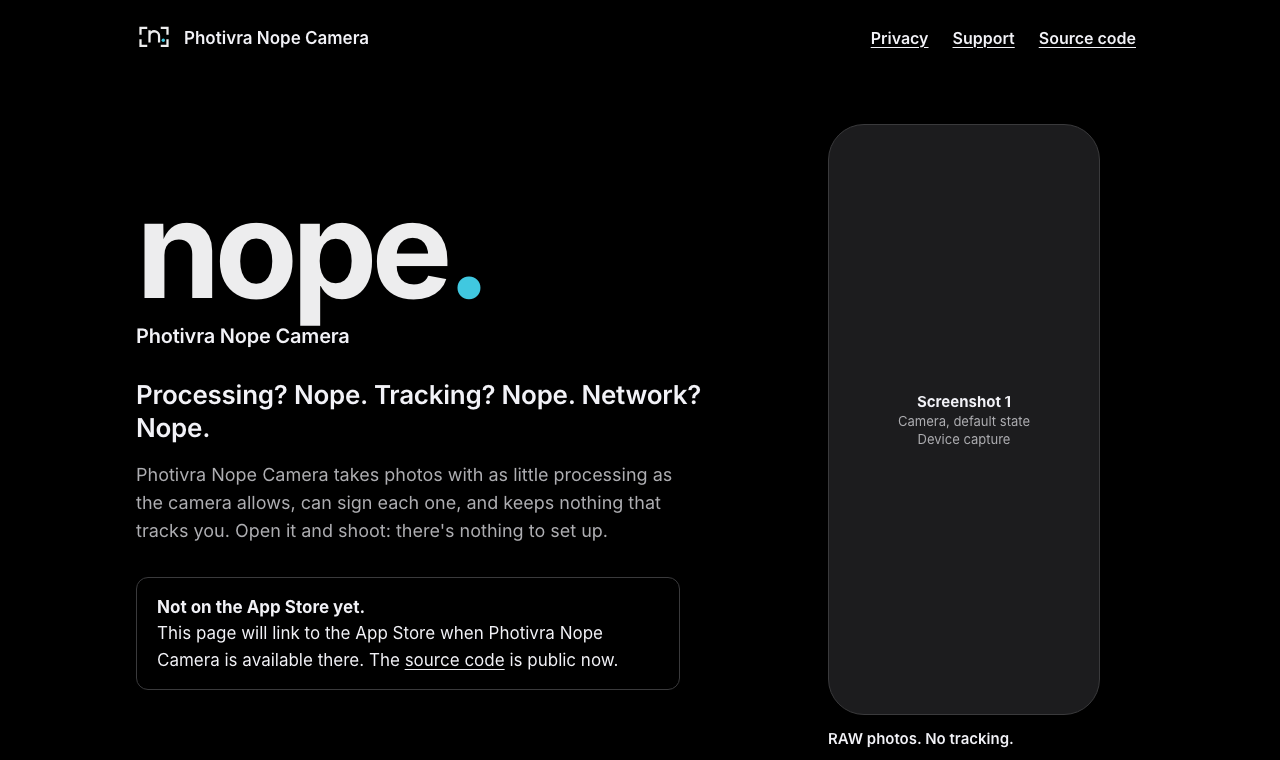 n.
Photivra Nope Camera
Privacy
Support
Source code
nope.
Photivra Nope Camera
Processing? Nope. Tracking? Nope. Network?
Nope.
Photivra Nope Camera takes photos with as little processing as
the camera allows, can sign each one, and keeps nothing that
tracks you. Open it and shoot: there's nothing to set up.
Not on the App Store yet.
This page will link to the App Store when Photivra Nope
Camera is available there. The source code is public now.
Screenshot 1
Camera, default state
Device capture
RAW photos. No tracking.